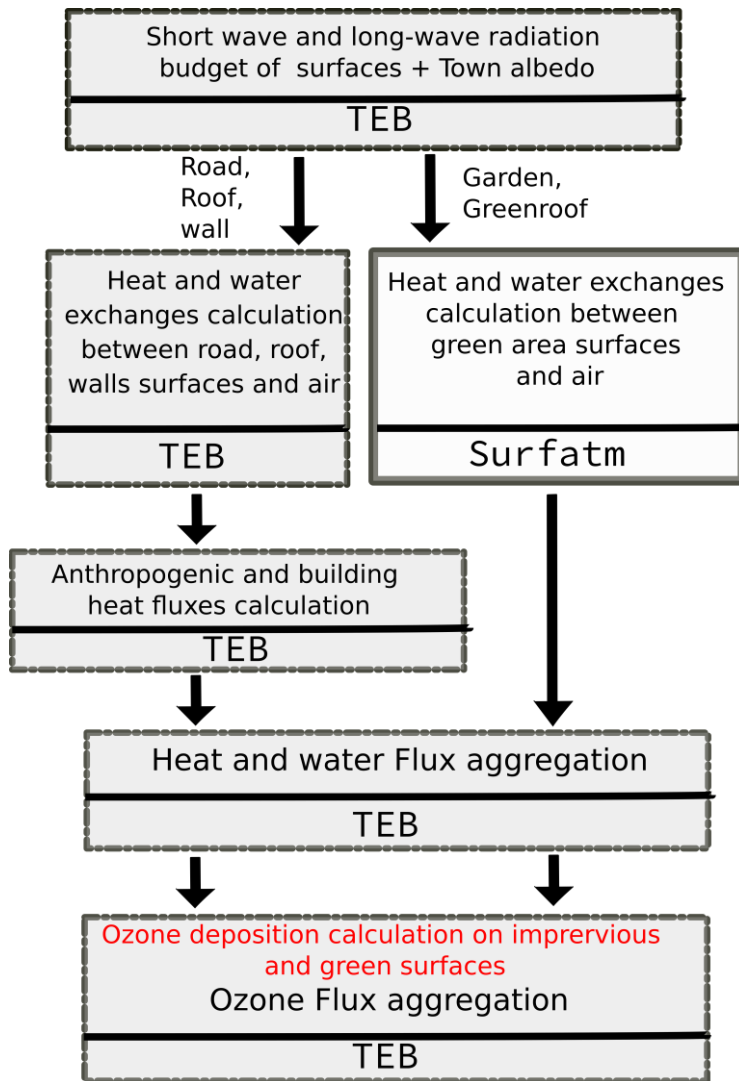 Short wave and long-wave radiation
budget of surfaces + Town albedo
TEB
Road,
Roof,
wall
Garden,
Greenroof
Heat and water
exchanges calculation
between road, roof,
walls surfaces and air
TEB
Heat and water exchanges
calculation between
green area surfaces
and air
Surfatm
Anthropogenic and building
heat fluxes calculation
TEB
Heat and water Flux aggregation
TEB
Ozone deposition calculation on imprervious
and green surfaces
Ozone Flux aggregation
TEB